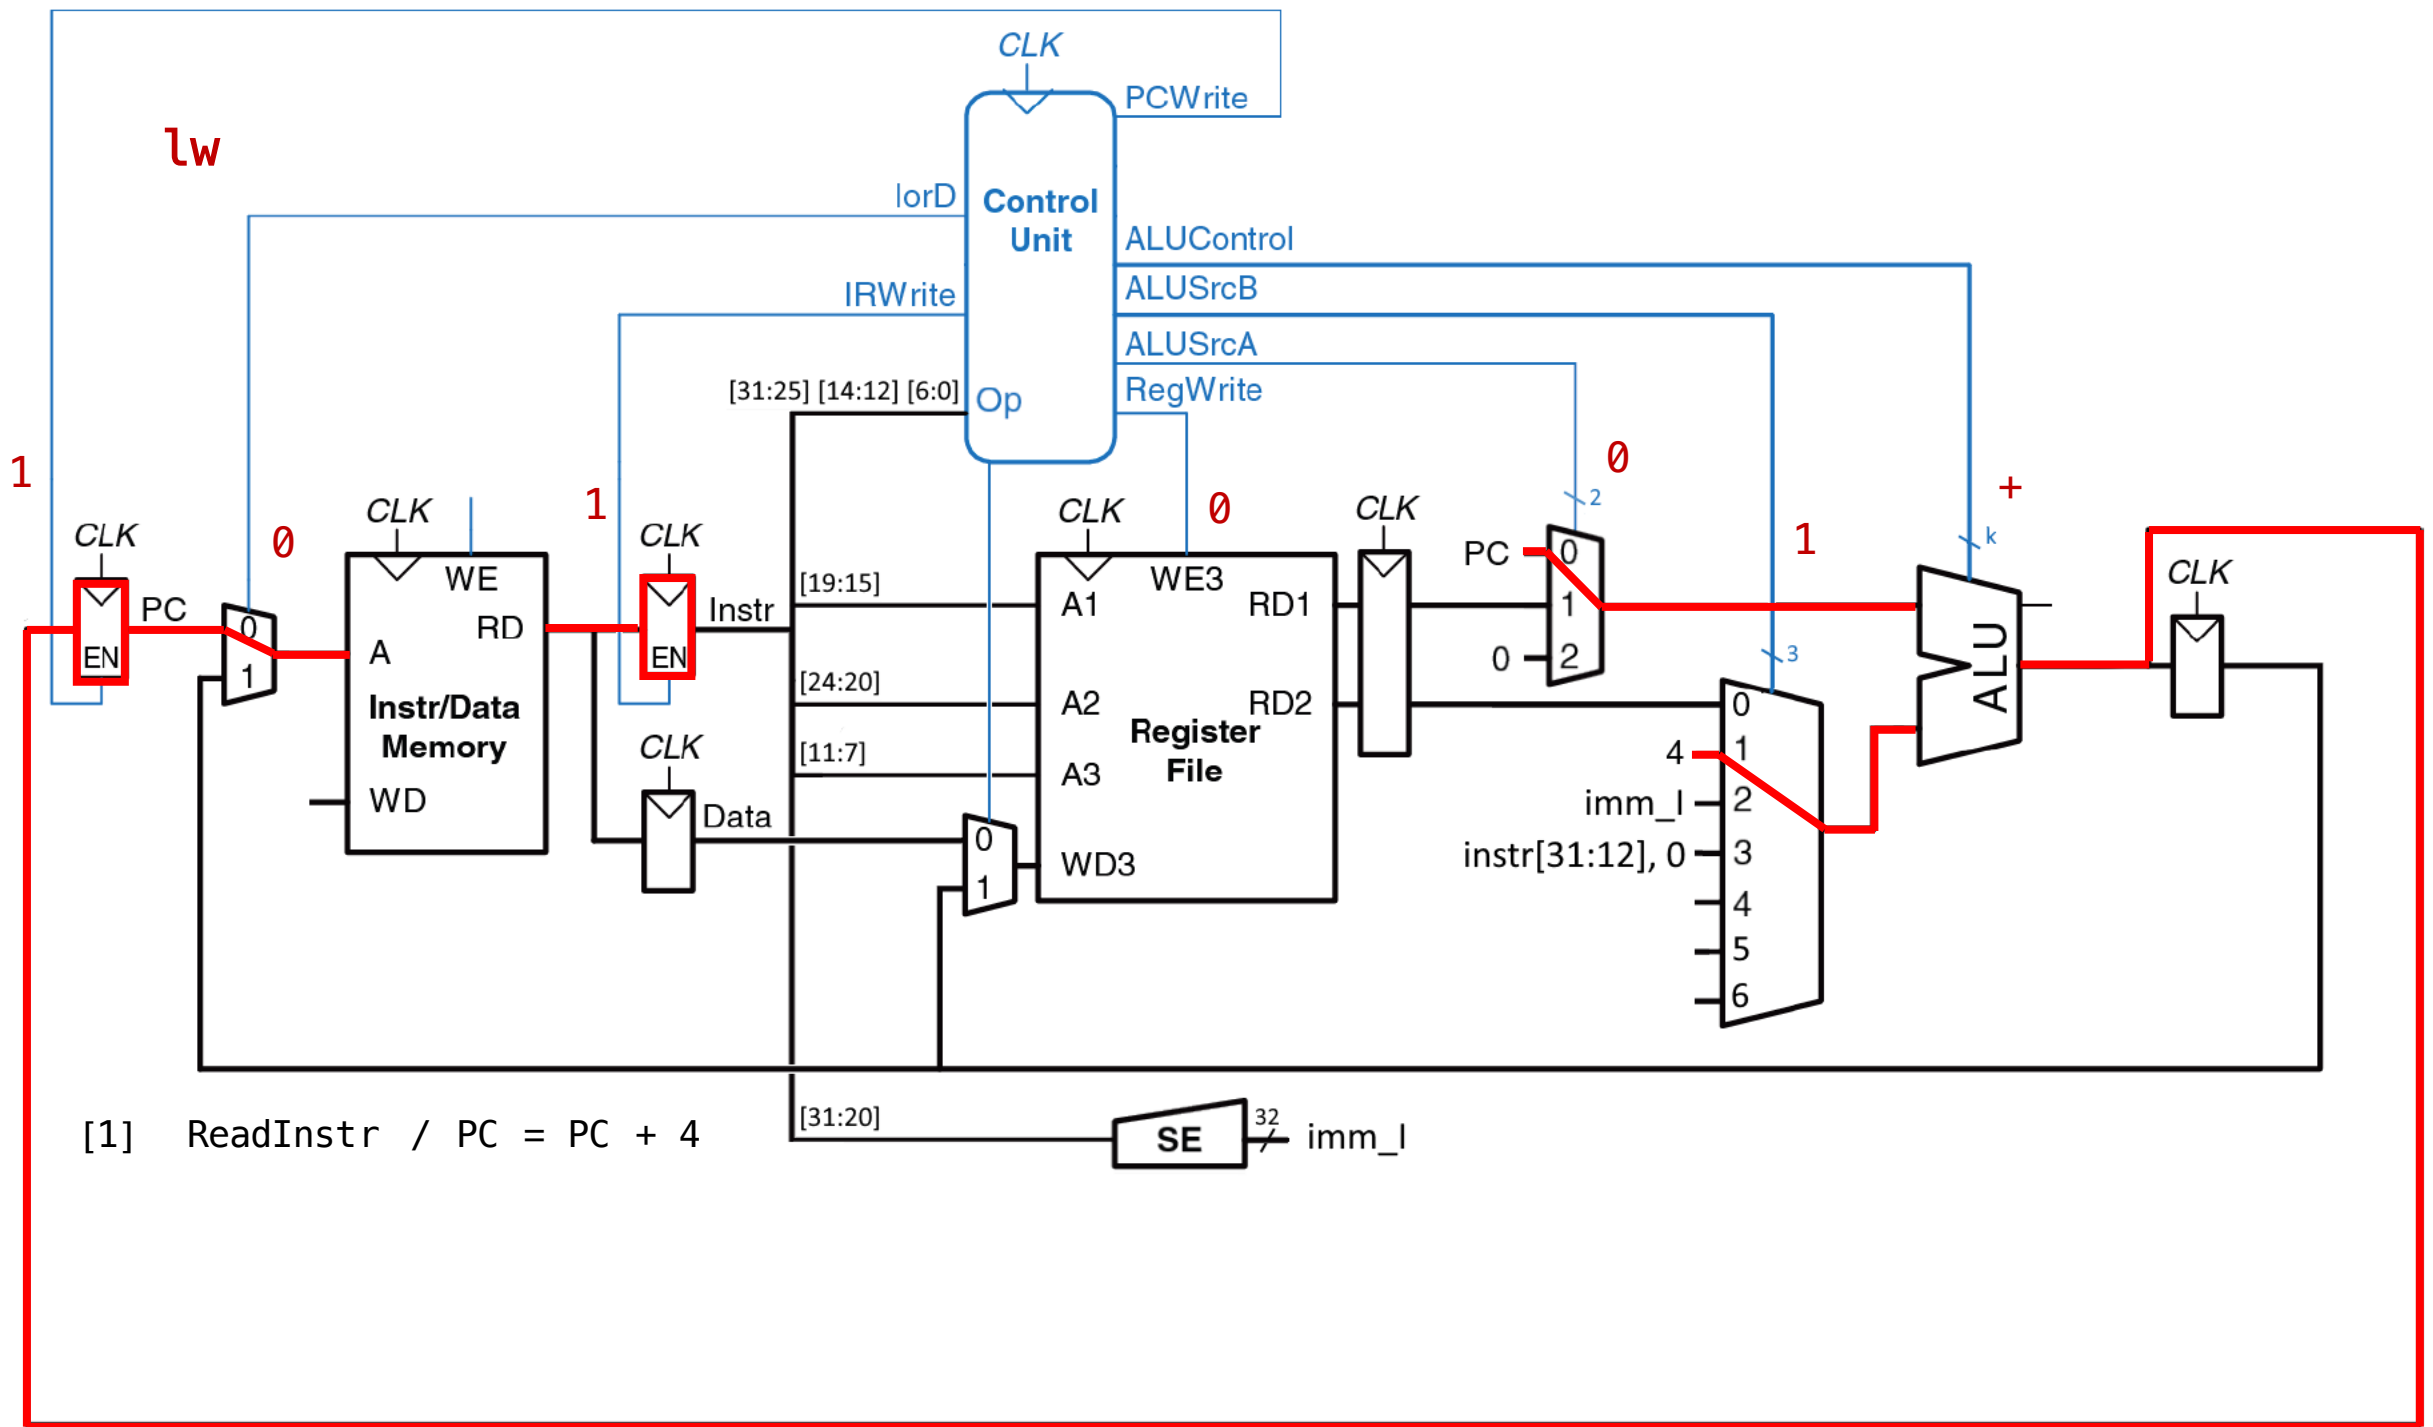 CLK
PCWrite
lw
IorD
Control
Unit
ALUControl
IRWrite
ALUSrcB
ALUSrcA
[31:25] [14:12] [6:0]
Op
RegWrite
1
0
1
0
0
2
1
+
k
3
CLK
PC
EN
0
1
CLK
WE
RD
A
Instr/Data
Memory
WD
CLK
Instr
EN
CLK
Data
[19:15]
[24:20]
[11:7]
0
1
CLK
WE3
A1
RD1
A2
RD2
A3
Register
File
WD3
CLK
PC
0
1
0
2
0
4
1
imm_I
2
instr[31:12], 0
3
4
5
6
ALU
CLK
[1] ReadInstr / PC = PC + 4
[31:20]
SE
32
imm_I